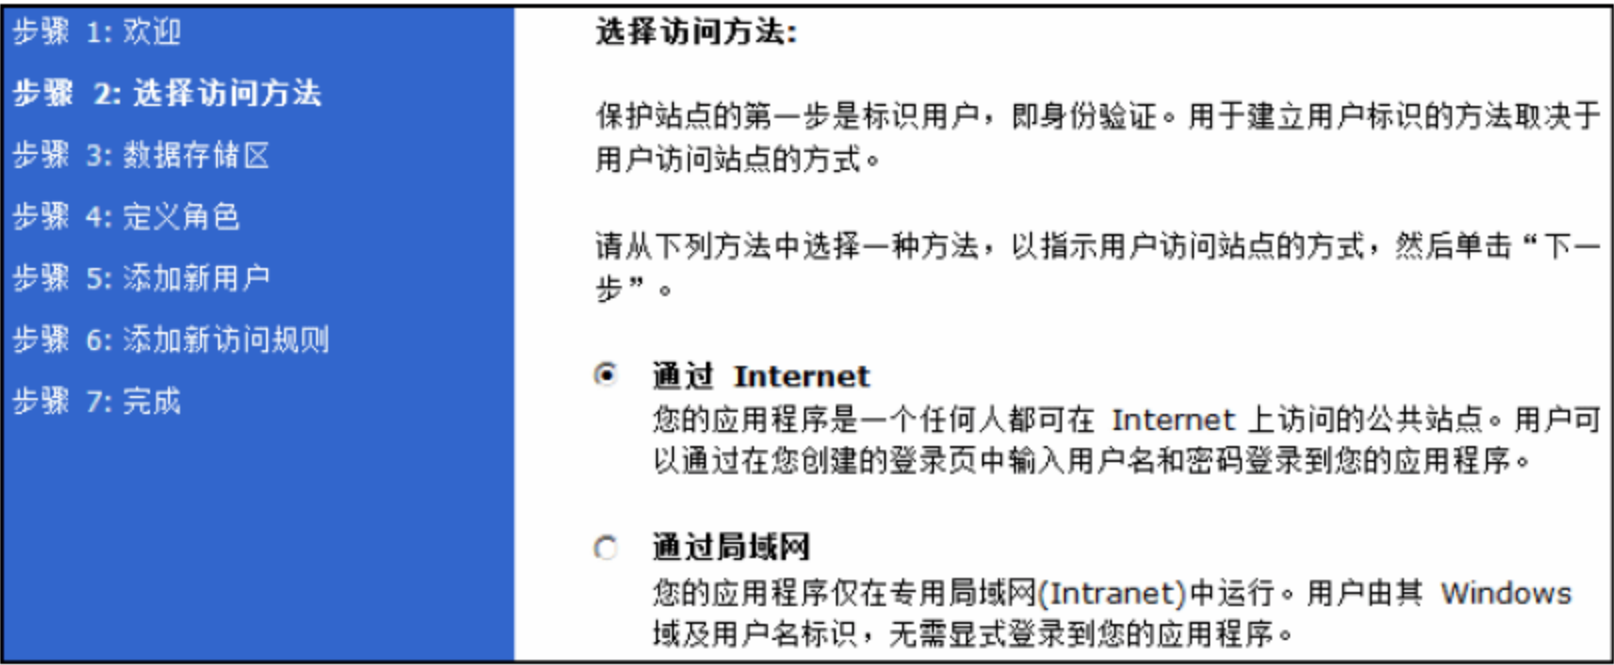 步骤 1: 欢迎
步骤 2: 选择访问方法
步骤 3: 数据存储区
步骤 4: 定义角色
步骤 5: 添加新用户
步骤 6: 添加新访问规则
步骤 7: 完成
选择访问方法:
保护站点的第一步是标识用户，即身份验证。用于建立用户标识的方法取决于
用户访问站点的方式。
请从下列方法中选择一种方法，以指示用户访问站点的方式，然后单击“下一
步”。
通过 Internet
您的应用程序是一个任何人都可在 Internet 上访问的公共站点。用户可
以通过在您创建的登录页中输入用户名和密码登录到您的应用程序。
通过局域网
您的应用程序仅在专用局域网(Intranet)中运行。用户由其 Windows
域及用户名标识，无需显式登录到您的应用程序。